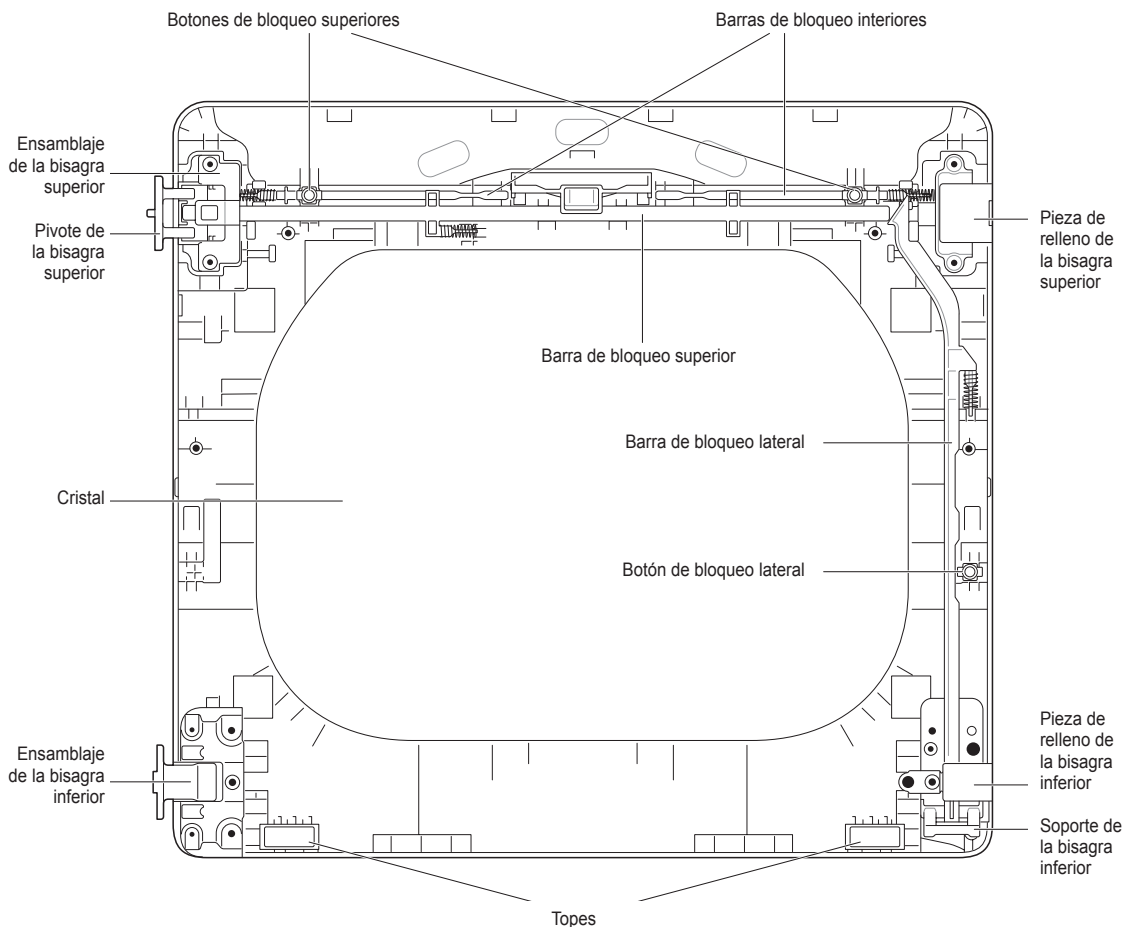 Botones de bloqueo superiores
Barras de bloqueo interiores
Ensamblaje
de la bisagra
superior
Pivote de
la bisagra
superior
Pieza de
relleno de
la bisagra
superior
Barra de bloqueo superior
Barra de bloqueo lateral
Cristal
Botón de bloqueo lateral
Ensamblaje
de la bisagra
inferior
Pieza de
relleno de
la bisagra
inferior
Soporte de
la bisagra
inferior
Topes